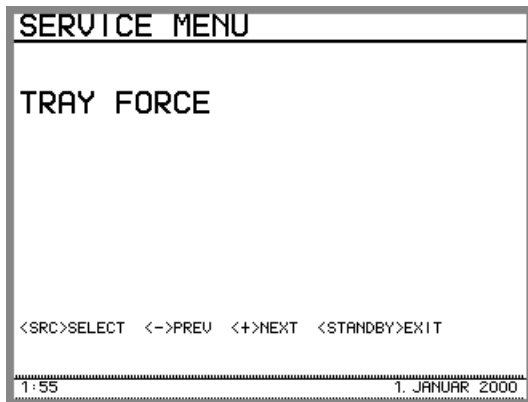 SERVICE MENU
TRAY FORCE
<SRC>SELECT <->PREV <+>NEXT <STANDBY>EXIT
1:55 1. JANUAR 2000